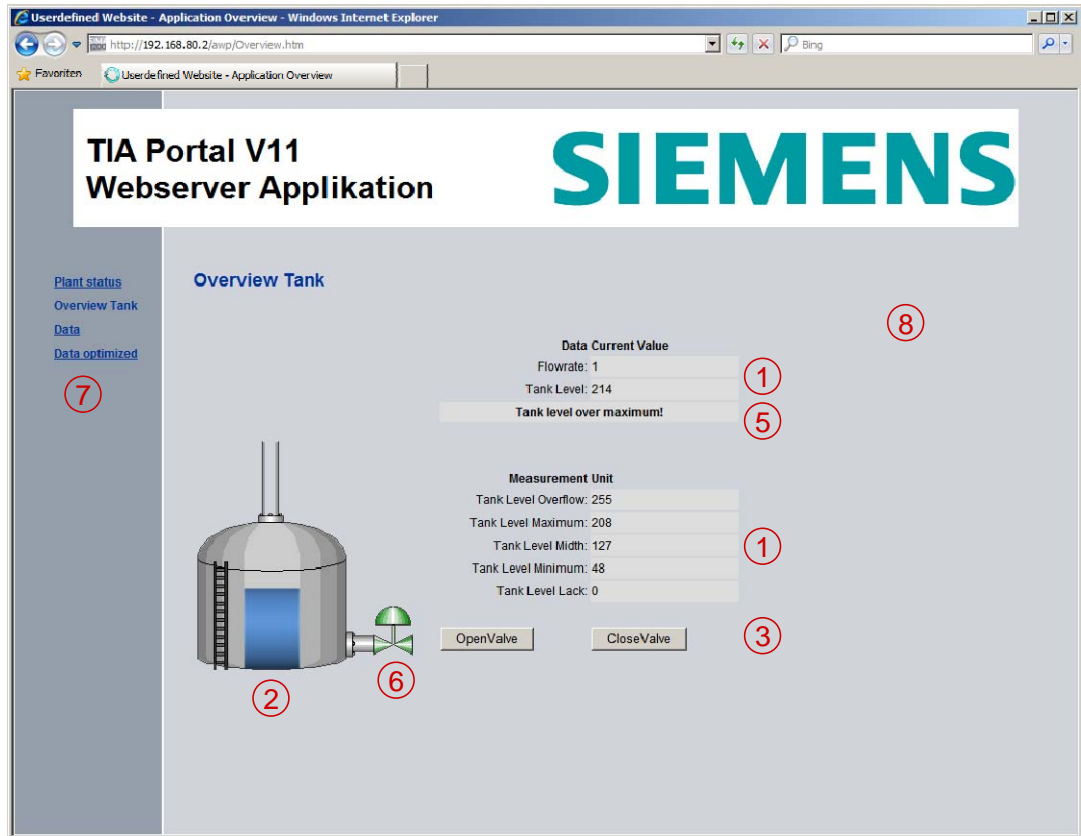 Userdefined Website - Application Overview - Windows Internet Explorer
http://192.168.80.2/awp/Overview.htm
Bing
Favoriten
Userdefined Website - Application Overview
TIA Portal V11
Webserver Applikation
SIEMENS
Plant status
Overview Tank
Data
Data optimized
7
Overview Tank
8
Data Current Value
Flowrate: 1
Tank Level: 214
1
Tank level over maximum!
5
Measurement Unit
Tank Level Overflow: 255
Tank Level Maximum: 208
Tank Level Midth: 127
Tank Level Minimum: 48
Tank Level Lack: 0
1
OpenValve CloseValve
3
6
2